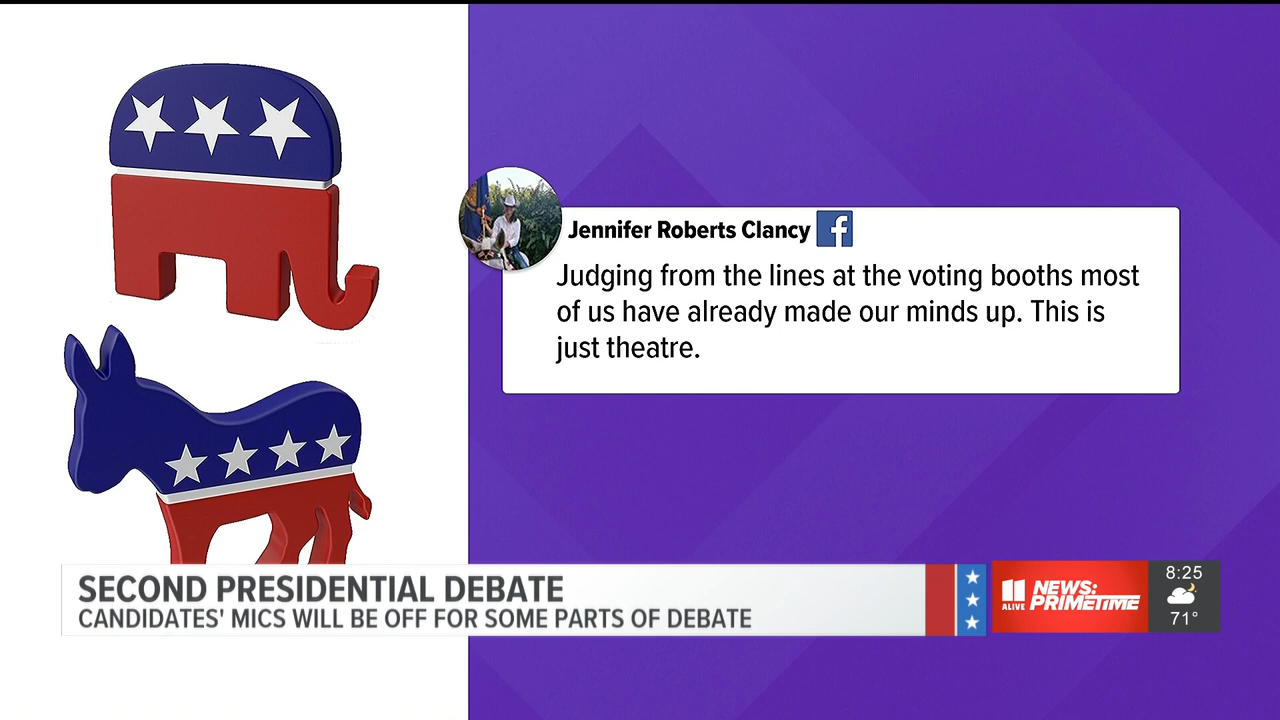 Jennifer Roberts Clancy
Judging from the lines at the voting booths most
of us have already made our minds up. This is
just theatre.
SECOND PRESIDENTIAL DEBATE
CANDIDATES' MICS WILL BE OFF FOR SOME PARTS OF DEBATE
11 ALIVE
NEWS:
PRIMETIME
8:25
71°